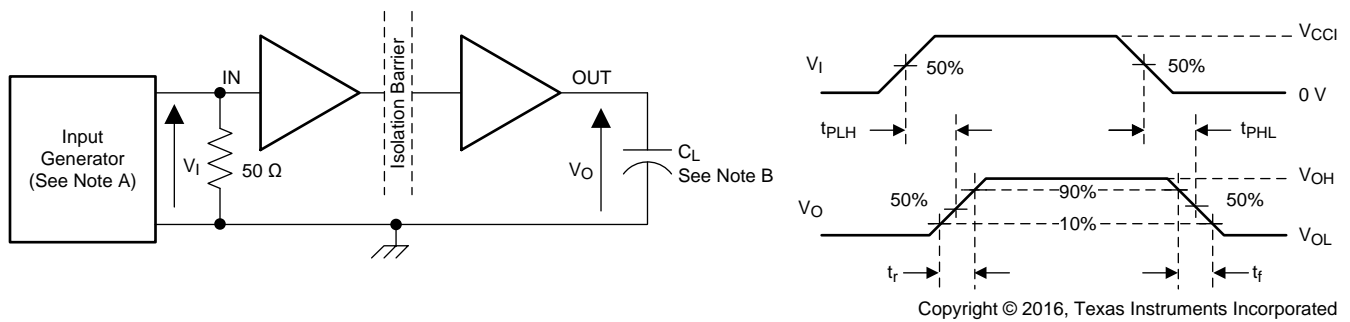 Input
Generator
(See Note A)
IN
V_I
50 Ω
Isolation Barrier
OUT
V_O
C_L
See Note B
V_I
50%
50%
V_CCI
0 V
t_PLH
t_PHL
V_O
50%
90%
10%
50%
V_OH
V_OL
t_r
t_f
Copyright © 2016, Texas Instruments Incorporated